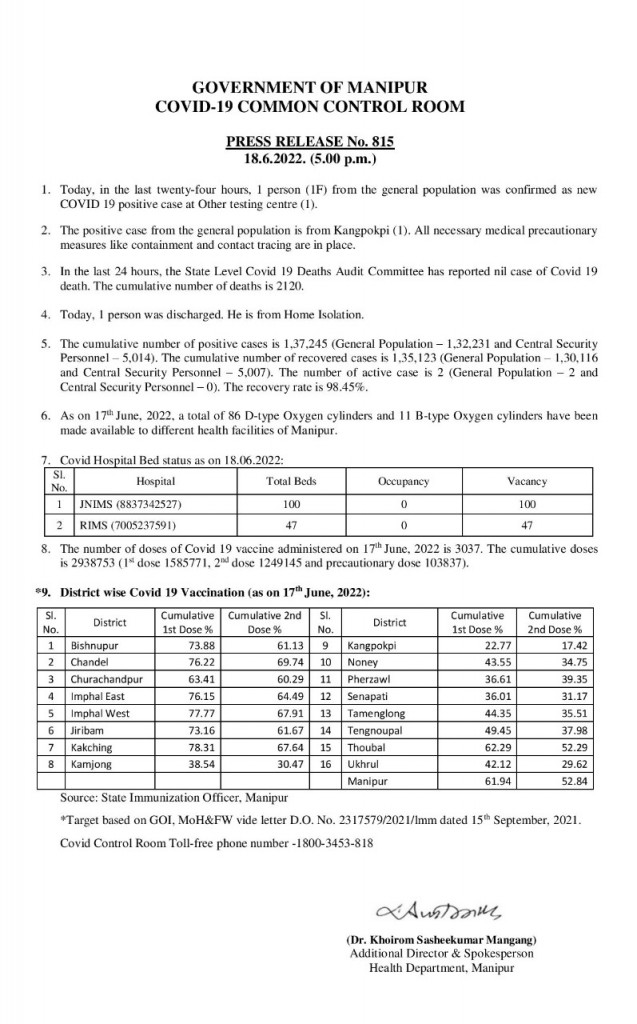 GOVERNMENT OF MANIPUR
COVID-19 COMMON CONTROL ROOM
PRESS RELEASE No. 815
18.6.2022. (5.00 p.m.)
1. Today, in the last twenty-four hours, 1 person (1F) from the general population was confirmed as new
COVID 19 positive case at Other testing centre (1).
2. The positive case from the general population is from Kangpokpi (1). All necessary medical precautionary
measures like containment and contact tracing are in place.
3. In the last 24 hours, the State Level Covid 19 Deaths Audit Committee has reported nil case of Covid 19
death. The cumulative number of deaths is 2120.
4. Today, 1 person was discharged. He is from Home Isolation.
5. The cumulative number of positive cases is 1,37,245 (General Population – 1,32,231 and Central Security
Personnel – 5,014). The cumulative number of recovered cases is 1,35,123 (General Population – 1,30,116
and Central Security Personnel – 5,007). The number of active case is 2 (General Population – 2 and
Central Security Personnel – 0). The recovery rate is 98.45%.
6. As on 17th June, 2022, a total of 86 D-type Oxygen cylinders and 11 B-type Oxygen cylinders have been
made available to different health facilities of Manipur.
7. Covid Hospital Bed status as on 18.06.2022:
Sl. No. Hospital Total Beds Occupancy Vacancy
1 JNIMS (8837342527) 100 0 100
2 RIMS (7005237591) 47 0 47
8. The number of doses of Covid 19 vaccine administered on 17th June, 2022 is 3037. The cumulative doses
is 2938753 (1st dose 1585771, 2nd dose 1249145 and precautionary dose 103837).
*9. District wise Covid 19 Vaccination (as on 17th June, 2022):
Sl. No. District Cumulative 1st Dose % Cumulative 2nd Dose % Sl. No. District Cumulative 1st Dose % Cumulative 2nd Dose %
1 Bishnupur 73.88 61.13 9 Kangpokpi 22.77 17.42
2 Chandel 76.22 69.74 10 Noney 43.55 34.75
3 Churachandpur 63.41 60.29 11 Pherzawl 36.61 39.35
4 Imphal East 76.15 64.49 12 Senapati 36.01 31.17
5 Imphal West 77.77 67.91 13 Tamenglong 44.35 35.51
6 Jiribam 73.16 61.67 14 Tengnoupal 49.45 37.98
7 Kakching 78.31 67.64 15 Thoubal 62.29 52.29
8 Kamjong 38.54 30.47 16 Ukhrul 42.12 29.62
Manipur 61.94 52.84
Source: State Immunization Officer, Manipur
*Target based on GOI, MoH&FW vide letter D.O. No. 2317579/2021/Imm dated 15th September, 2021.
Covid Control Room Toll-free phone number -1800-3453-818
(Dr. Khoirom Sasheekumar Mangang)
Additional Director & Spokesperson
Health Department, Manipur